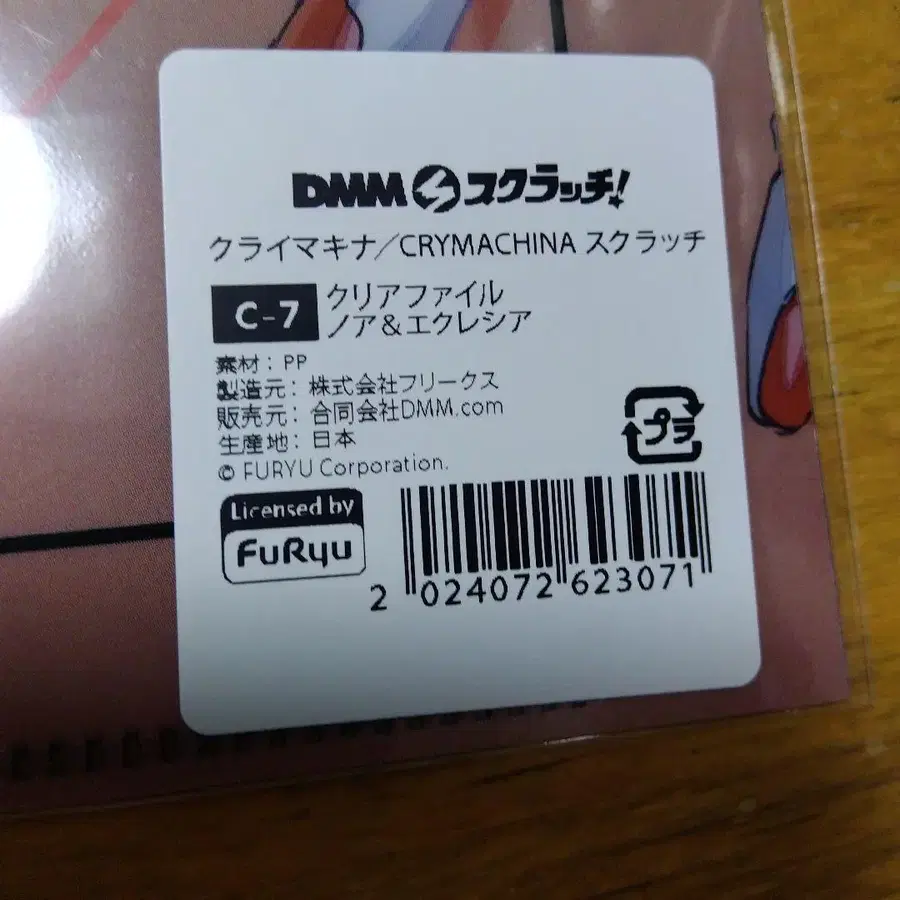 DMMスクラッチ!
クライマキナ/CRYMACHINA スクラッチ
C-7 クリアファイル
ノア&エクレシア
素材:PP
製造元:株式会社フリークス
販売元:合同会社DMM.com
生産地:日本
© FURYU Corporation.
プラ
Licensed by
FuRyu
2 024072 623071